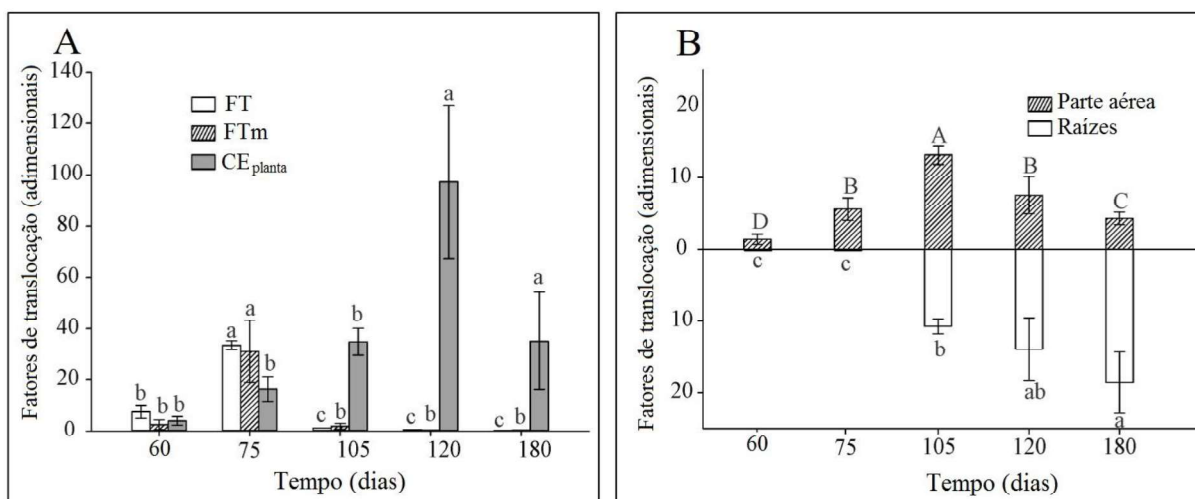 A
Fatores de translocação (adimensionais)
140
120
100
80
60
40
20
0
FT
FTm
CE planta
b b b
a a b
c b b
c b a
c b a
60 75 105 120 180
Tempo (dias)
B
Fatores de translocação (adimensionais)
20
10
0
10
20
Parte aérea
Raízes
D B A B C
c c b ab a
60 75 105 120 180
Tempo (dias)